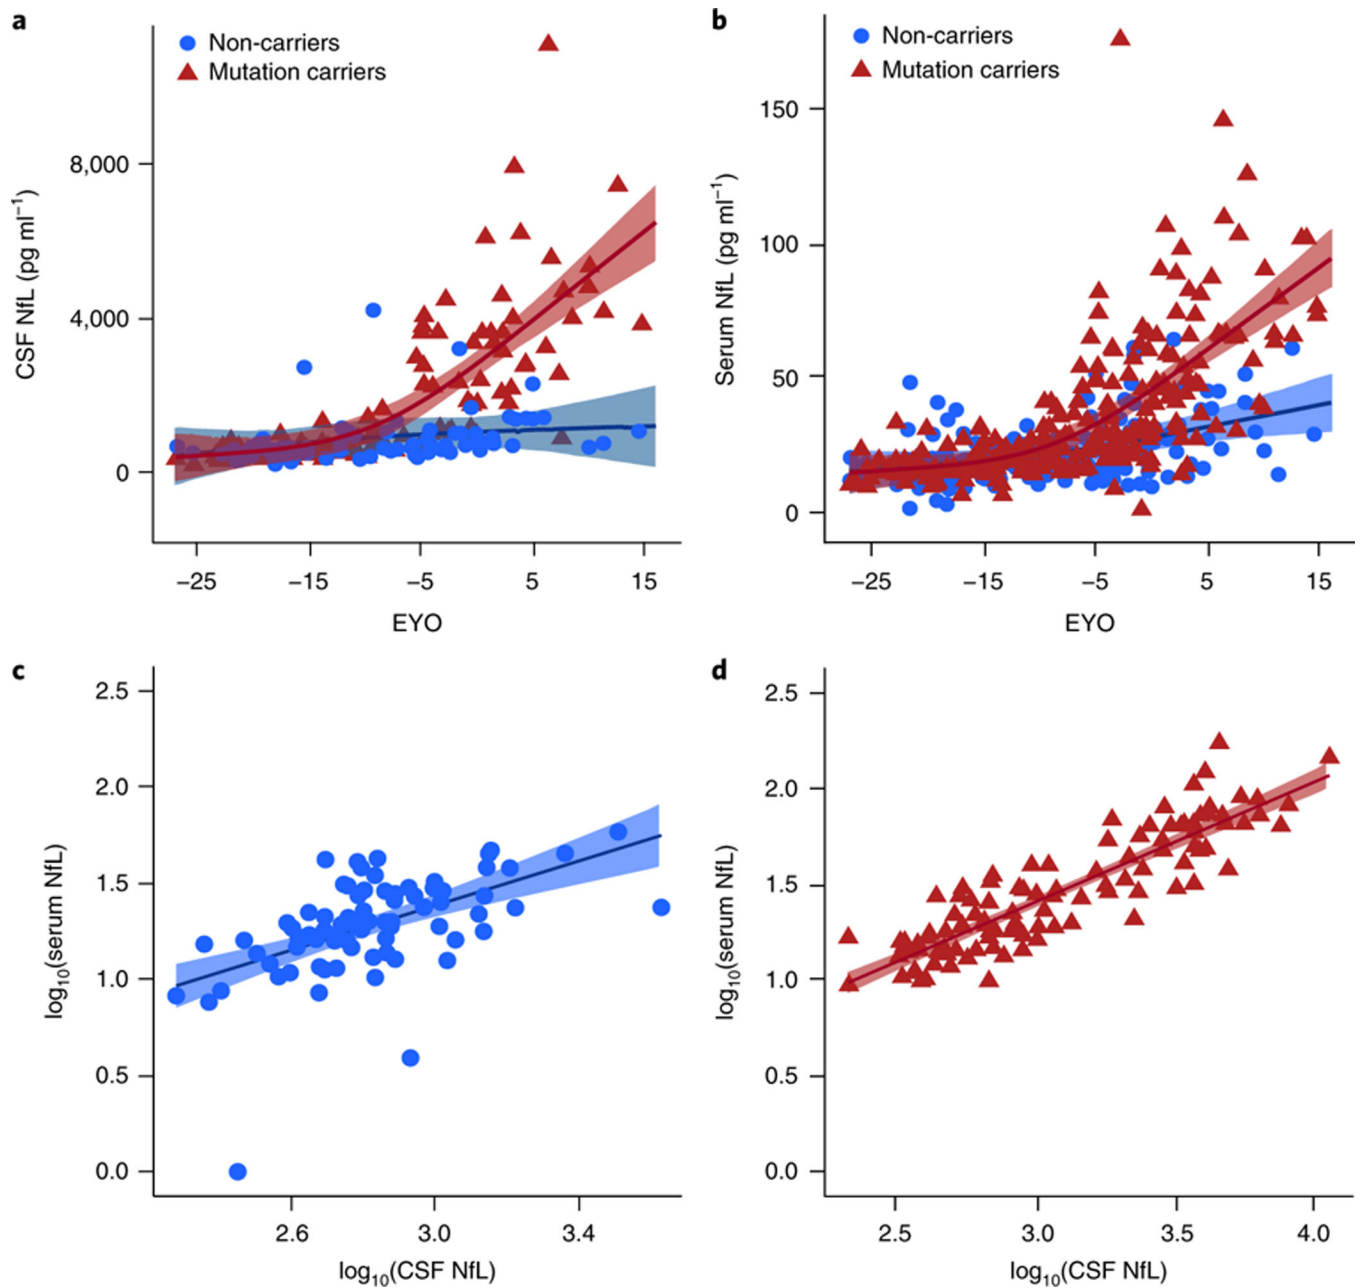 a
Non-carriers
Mutation carriers
CSF NfL (pg ml⁻¹)
8,000
4,000
0
−25 −15 −5 5 15
EYO
b
Non-carriers
Mutation carriers
Serum NfL (pg ml⁻¹)
150
100
50
0
−25 −15 −5 5 15
EYO
c
log₁₀(serum NfL)
2.5
2.0
1.5
1.0
0.5
0.0
2.6 3.0 3.4
log₁₀(CSF NfL)
d
log₁₀(serum NfL)
2.5
2.0
1.5
1.0
0.5
0.0
2.5 3.0 3.5 4.0
log₁₀(CSF NfL)